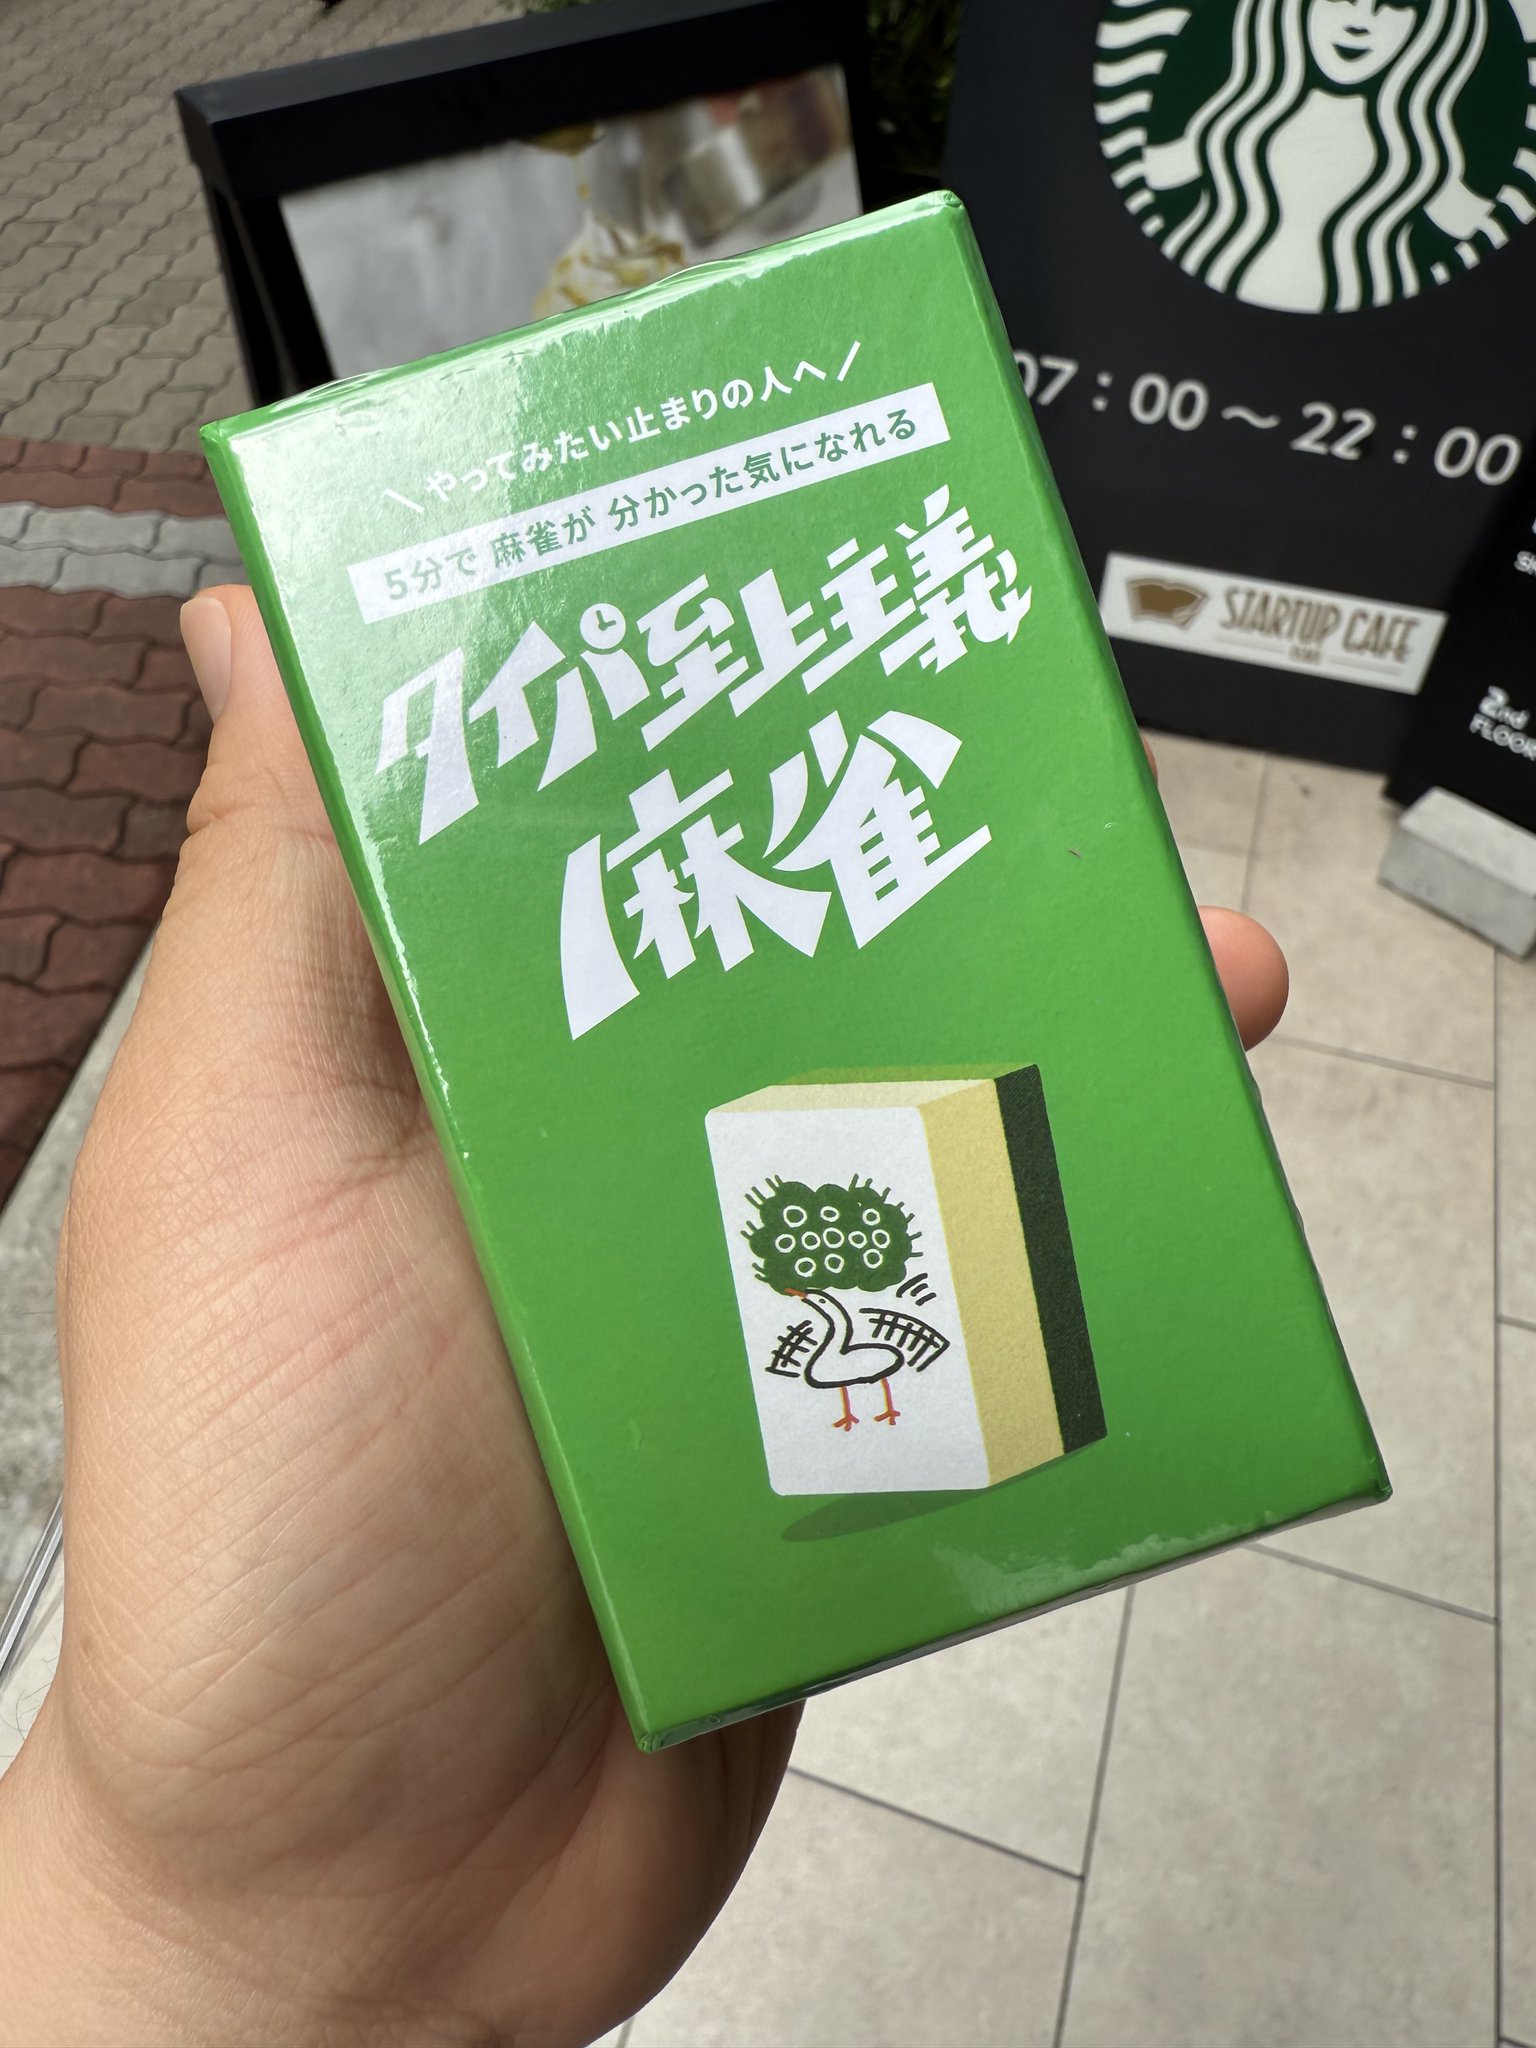 07：00～22：00
STARTUP CAFE
2nd
FLOOR
＼やってみたい止まりの人へ／
5分で 麻雀が 分かった気になれる
タイパ至上主義
麻雀